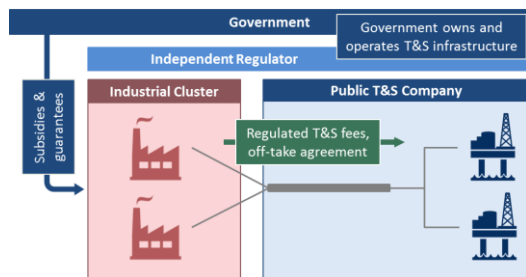 Government
Government owns and
operates T&S infrastructure
Independent Regulator
Subsidies &
guarantees
Industrial Cluster
Public T&S Company
Regulated T&S fees,
off-take agreement